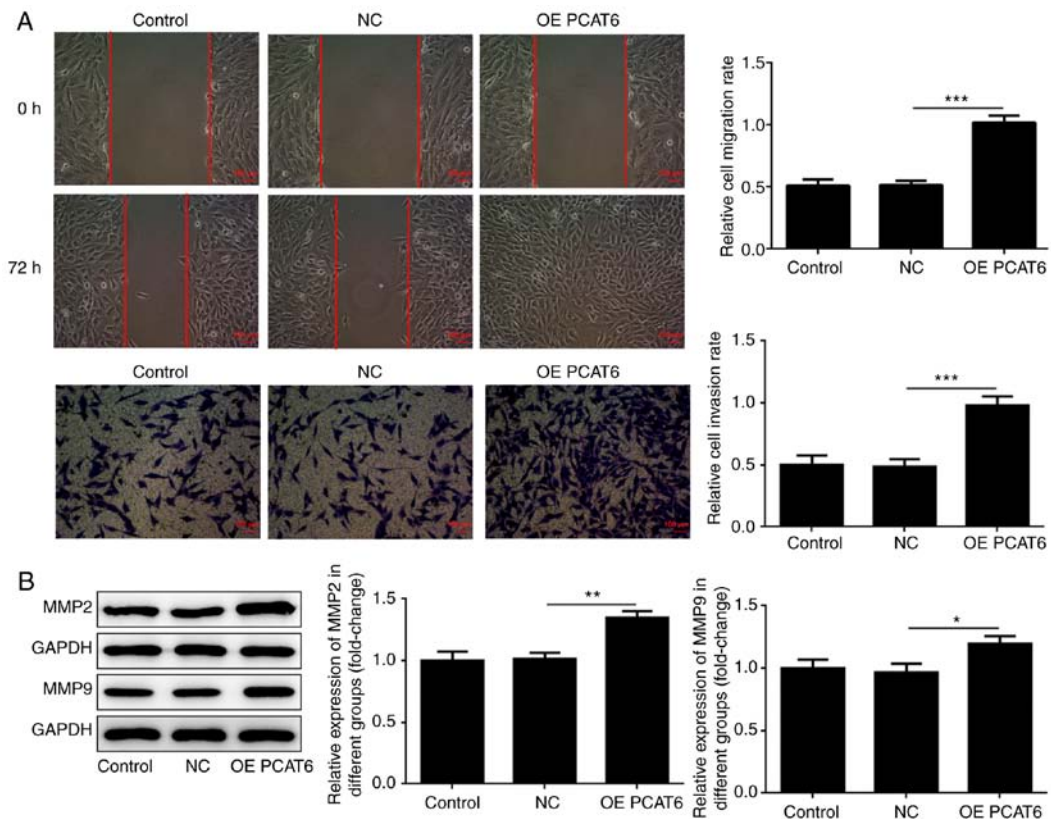 A
Control
NC
OE PCAT6
0 h
72 h
Control
NC
OE PCAT6
100 μm
Relative cell migration rate
1.5
1.0
0.5
0.0
***
Control
NC
OE PCAT6
Relative cell invasion rate
1.5
1.0
0.5
0.0
***
Control
NC
OE PCAT6
B
MMP2
GAPDH
MMP9
GAPDH
Control
NC
OE PCAT6
Relative expression of MMP2 in
different groups (fold-change)
1.5
1.0
0.5
0.0
**
Control
NC
OE PCAT6
Relative expression of MMP9 in
different groups (fold-change)
1.5
1.0
0.5
0.0
*
Control
NC
OE PCAT6